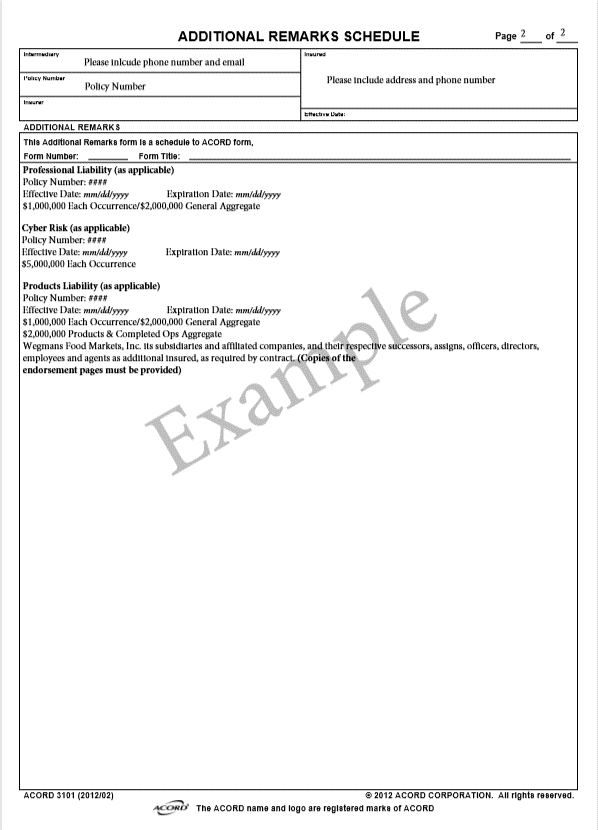 ADDITIONAL REMARKS SCHEDULE
Page 2 of 2
Intermediary
Please inlcude phone number and email
Insured
Please include address and phone number
Policy Number
Policy Number
Insurer
Effective Date:
ADDITIONAL REMARKS
This Additional Remarks form is a schedule to ACORD form,
Form Number: Form Title:
Professional Liability (as applicable)
Policy Number: ####
Effective Date: mm/dd/yyyy Expiration Date: mm/dd/yyyy
$1,000,000 Each Occurrence/$2,000,000 General Aggregate
Cyber Risk (as applicable)
Policy Number: ####
Effective Date: mm/dd/yyyy Expiration Date: mm/dd/yyyy
$5,000,000 Each Occurrence
Products Liability (as applicable)
Policy Number: ####
Effective Date: mm/dd/yyyy Expiration Date: mm/dd/yyyy
$1,000,000 Each Occurrence/$2,000,000 General Aggregate
$2,000,000 Products & Completed Ops Aggregate
Wegmans Food Markets, Inc. its subsidiaries and affiliated companies, and their respective successors, assigns, officers, directors,
employees and agents as additional insured, as required by contract. (Copies of the
endorsement pages must be provided)
Example
ACORD 3101 (2012/02)
© 2012 ACORD CORPORATION. All rights reserved.
ACORD
The ACORD name and logo are registered marks of ACORD